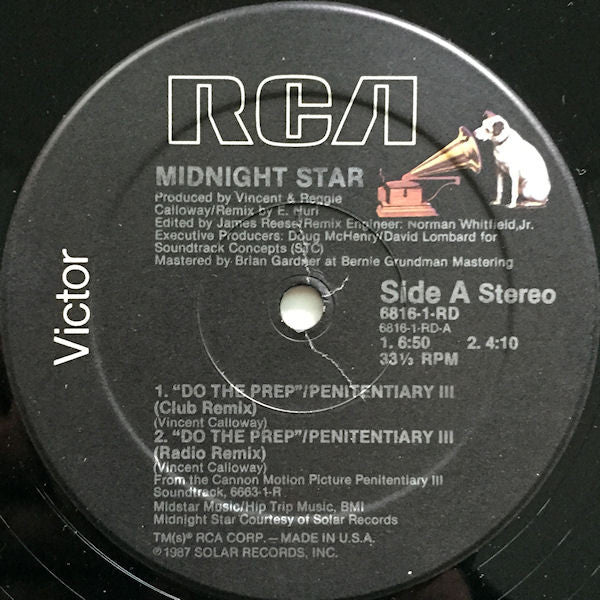 RCA
MIDNIGHT STAR
Produced by Vincent & Reggie
Calloway/Remix by E. Nuri
Edited by James Reese/Remix Engineer: Norman Whitfield,Jr.
Executive Producers: Doug McHenry/David Lombard for
Soundtrack Concepts (STC)
Mastered by Brian Gardner at Bernie Grundman Mastering
Victor
Side A Stereo
6816-1-RD
6816-1-RD-A
1. 6:50 2. 4:10
33⅓ RPM
1. "DO THE PREP"/PENITENTIARY III
(Club Remix)
(Vincent Calloway)
2. "DO THE PREP"/PENITENTIARY III
(Radio Remix)
(Vincent Calloway)
From the Cannon Motion Picture Penitentiary III
Soundtrack, 6663-1-R
Midstar Music/Hip Trip Music, BMI
Midnight Star Courtesy of Solar Records
TM(s)® RCA CORP.—MADE IN U.S.A.
℗1987 SOLAR RECORDS, INC.